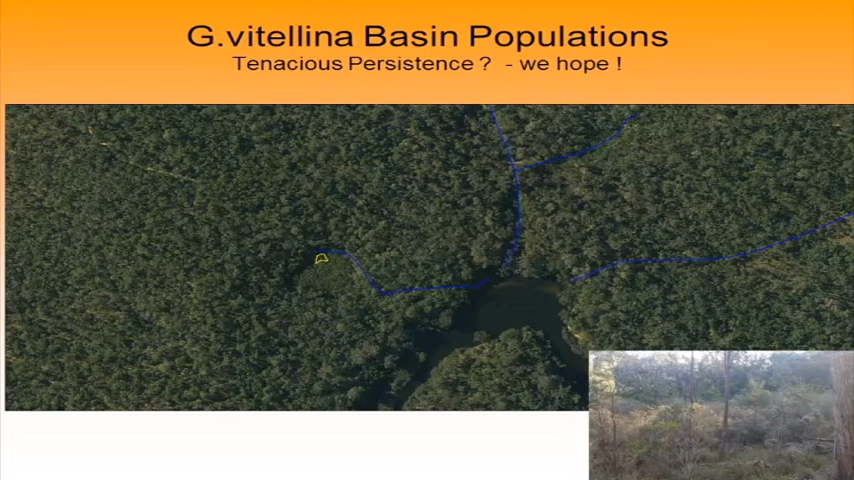 G.vitellina Basin Populations
Tenacious Persistence ? - we hope !